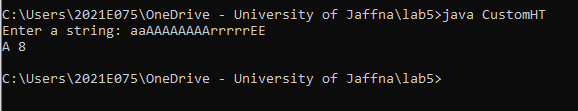 C:\Users\2021E075\OneDrive - University of Jaffna\lab5>java CustomHT
Enter a string: aaAAAAAAAArrrrrEE
A 8

C:\Users\2021E075\OneDrive - University of Jaffna\lab5>